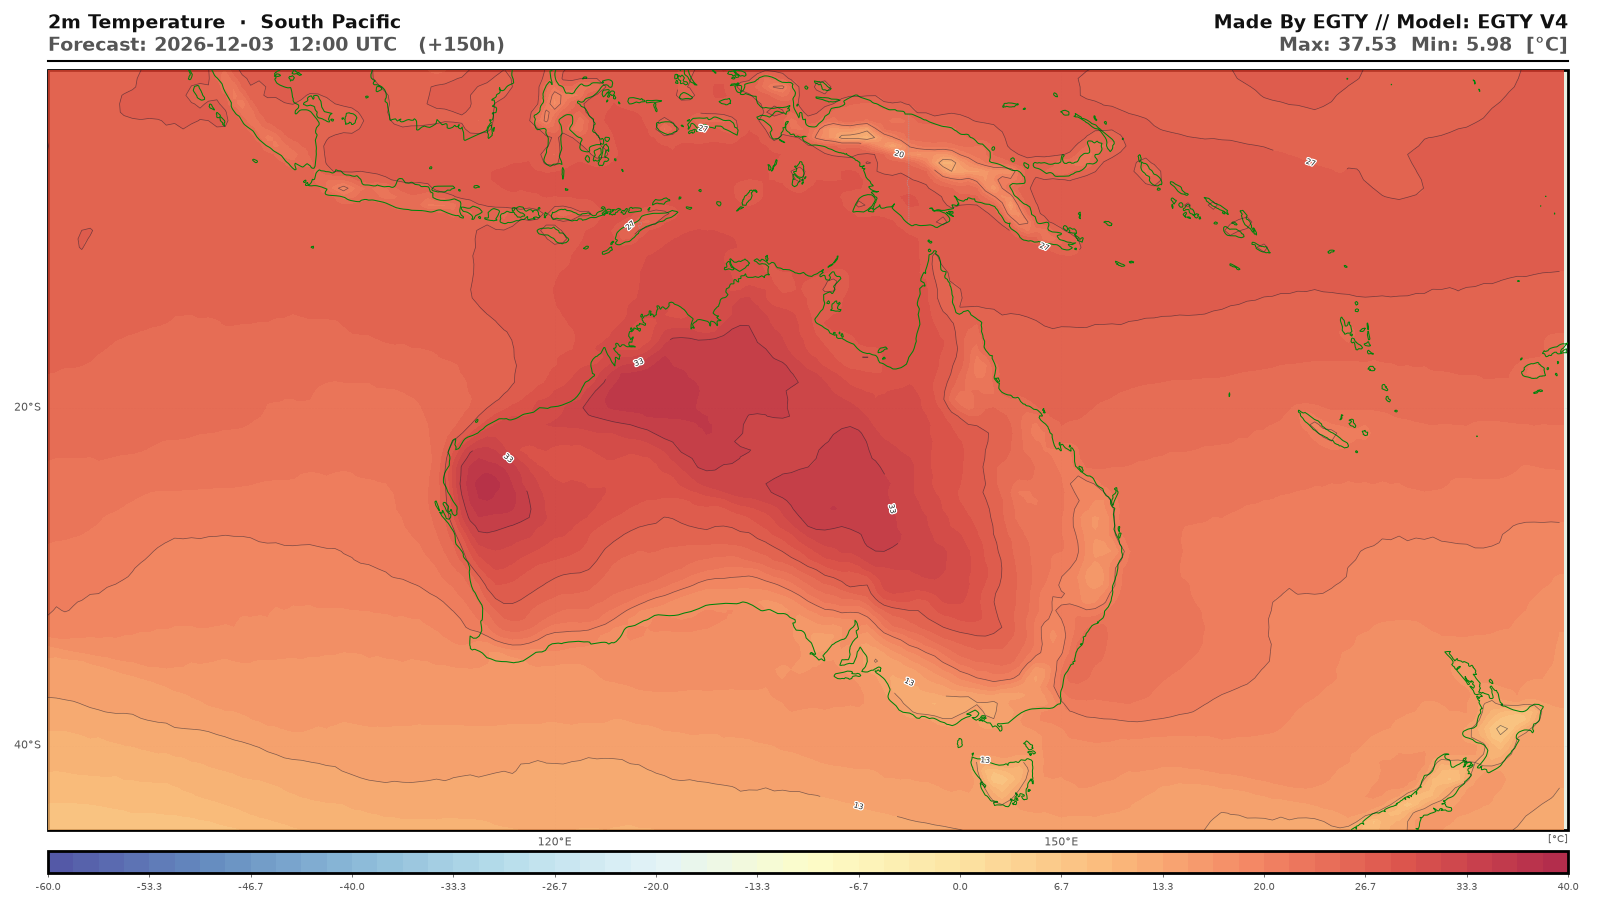 2m Temperature · South Pacific
Made By EGTY // Model: EGTY V4
Forecast: 2026-12-03 12:00 UTC (+150h)
Max: 37.53 Min: 5.98 [°C]
27
20
27
27
27
33
20°S
33
33
13
40°S
13
13
120°E
150°E
[°C]
-60.0 -53.3 -46.7 -40.0 -33.3 -26.7 -20.0 -13.3 -6.7 0.0 6.7 13.3 20.0 26.7 33.3 40.0